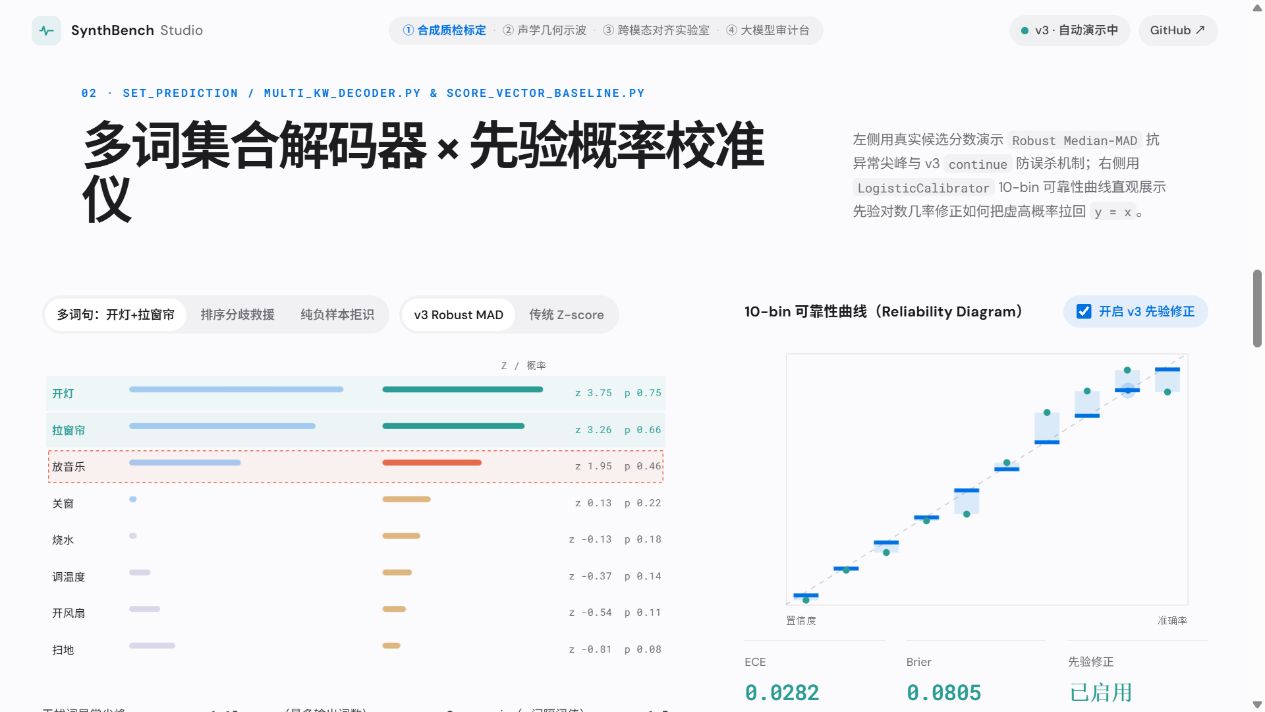 SynthBench Studio
① 合成质检标定 · ② 声学几何示波 · ③ 跨模态对齐实验室 · ④ 大模型审计台
v3 · 自动演示中
GitHub ↗
02 · SET_PREDICTION / MULTI_KW_DECODER.PY & SCORE_VECTOR_BASELINE.PY
多词集合解码器 × 先验概率校准
仪
左侧用真实候选分数演示 Robust Median-MAD 抗
异常尖峰与 v3 continue 防误杀机制；右侧用
LogisticCalibrator 10-bin 可靠性曲线直观展示
先验对数几率修正如何把虚高概率拉回 y = x 。
多词句：开灯+拉窗帘 排序分歧救援 纯负样本拒识
v3 Robust MAD 传统 Z-score
Z / 概率
开灯 z 3.75 p 0.75
拉窗帘 z 3.26 p 0.66
放音乐 z 1.95 p 0.46
关窗 z 0.13 p 0.22
烧水 z -0.13 p 0.18
调温度 z -0.37 p 0.14
开风扇 z -0.54 p 0.11
扫地 z -0.81 p 0.08
10-bin 可靠性曲线（Reliability Diagram）
开启 v3 先验修正
置信度 准确率
ECE
0.0282
Brier
0.0805
先验修正
已启用